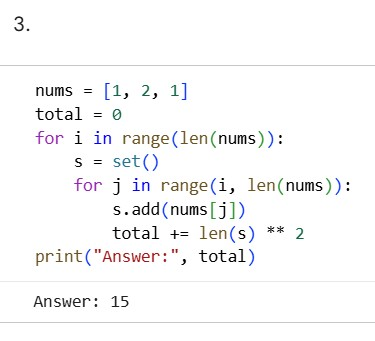 3.
nums = [1, 2, 1]
total = 0
for i in range(len(nums)):
    s = set()
    for j in range(i, len(nums)):
        s.add(nums[j])
        total += len(s) ** 2
print("Answer:", total)
Answer: 15